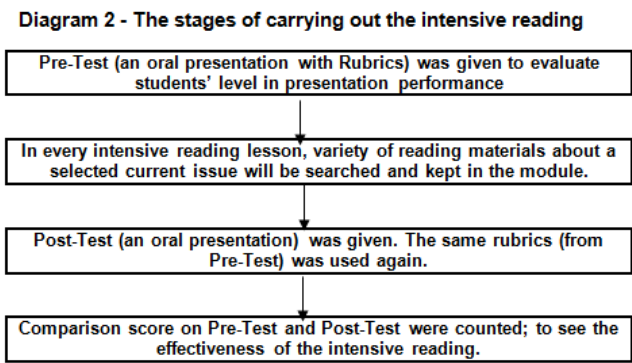 Diagram 2 - The stages of carrying out the intensive reading
Pre-Test (an oral presentation with Rubrics) was given to evaluate
students' level in presentation performance
In every intensive reading lesson, variety of reading materials about a
selected current issue will be searched and kept in the module.
Post-Test (an oral presentation) was given. The same rubrics (from
Pre-Test) was used again.
Comparison score on Pre-Test and Post-Test were counted; to see the
effectiveness of the intensive reading.